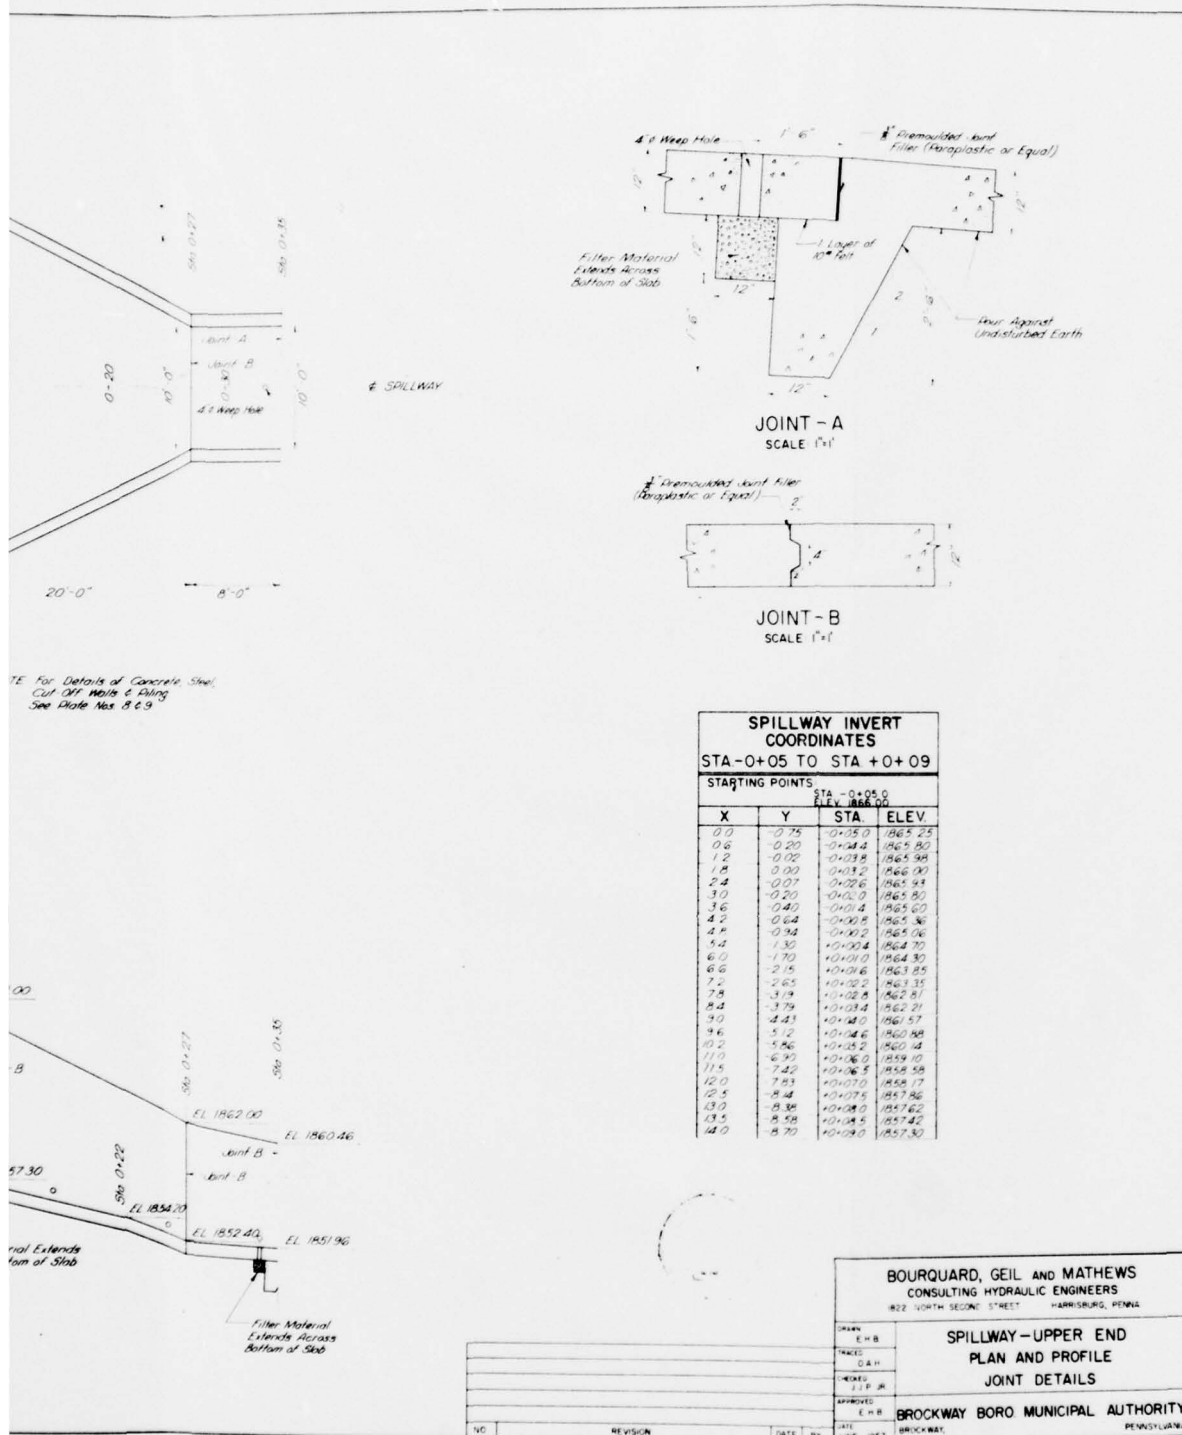 4"ø Weep Hole
1'-6"
Premoulded Joint
Filler (Paraplastic or Equal)
12"
12"
Sta 0+27
Sta 0+35
Filter Material
Extends Across
Bottom of Slab
12"
1 Layer of
10# Felt
12"
1'-6"
2
1
Pour Against
Undisturbed Earth
12"
Joint A
Joint B
0-20
10'-0"
0-30
10'-0"
4"ø Weep Hole
℄ SPILLWAY
JOINT - A
SCALE 1"=1'
Premoulded Joint Filler
(Paraplastic or Equal)
2"
4"
2"
12"
20'-0"
8'-0"
JOINT - B
SCALE 1"=1'
TE For Details of Concrete, Steel,
Cut-Off Walls & Piling
See Plate Nos. 8 & 9
SPILLWAY INVERT
COORDINATES
STA.-0+05 TO STA. +0+09
STARTING POINTS
STA. -0+05.0
ELEV. 1866.00
X Y STA. ELEV.
0.0 -0.75 -0+05.0 1865.25
0.6 -0.20 -0+04.4 1865.80
1.2 -0.02 -0+03.8 1865.98
1.8 0.00 -0+03.2 1866.00
2.4 -0.07 -0+02.6 1865.93
3.0 -0.20 -0+02.0 1865.80
3.6 -0.40 -0+01.4 1865.60
4.2 -0.64 -0+00.8 1865.36
4.8 -0.94 -0+00.2 1865.06
5.4 -1.30 +0+00.4 1864.70
6.0 -1.70 +0+01.0 1864.30
6.6 -2.15 +0+01.6 1863.85
7.2 -2.65 +0+02.2 1863.35
7.8 -3.19 +0+02.8 1862.81
8.4 -3.79 +0+03.4 1862.21
9.0 -4.43 +0+04.0 1861.57
9.6 -5.12 +0+04.6 1860.88
10.2 -5.86 +0+05.2 1860.14
11.0 -6.90 +0+06.0 1859.10
11.5 -7.42 +0+06.5 1858.58
12.0 -7.83 +0+07.0 1858.17
12.5 -8.14 +0+07.5 1857.86
13.0 -8.38 +0+08.0 1857.62
13.5 -8.58 +0+08.5 1857.42
14.0 -8.70 +0+09.0 1857.30
.00
-B
Sta 0+27
Sta 0+35
EL 1862.00
EL 1860.46
Joint B
Joint B
57.30
Sta 0+22
EL 1854.20
EL 1852.40
EL 1851.96
rial Extends
tom of Slab
Filter Material
Extends Across
Bottom of Slab
BOURQUARD, GEIL AND MATHEWS
CONSULTING HYDRAULIC ENGINEERS
1822 NORTH SECOND STREET HARRISBURG, PENNA.
DRAWN
E H B
TRACED
D A H
CHECKED
J.J.P. JR
APPROVED
E H B
DATE
SPILLWAY - UPPER END
PLAN AND PROFILE
JOINT DETAILS
BROCKWAY BORO. MUNICIPAL AUTHORITY
BROCKWAY, PENNSYLVANIA
NO. REVISION DATE BY